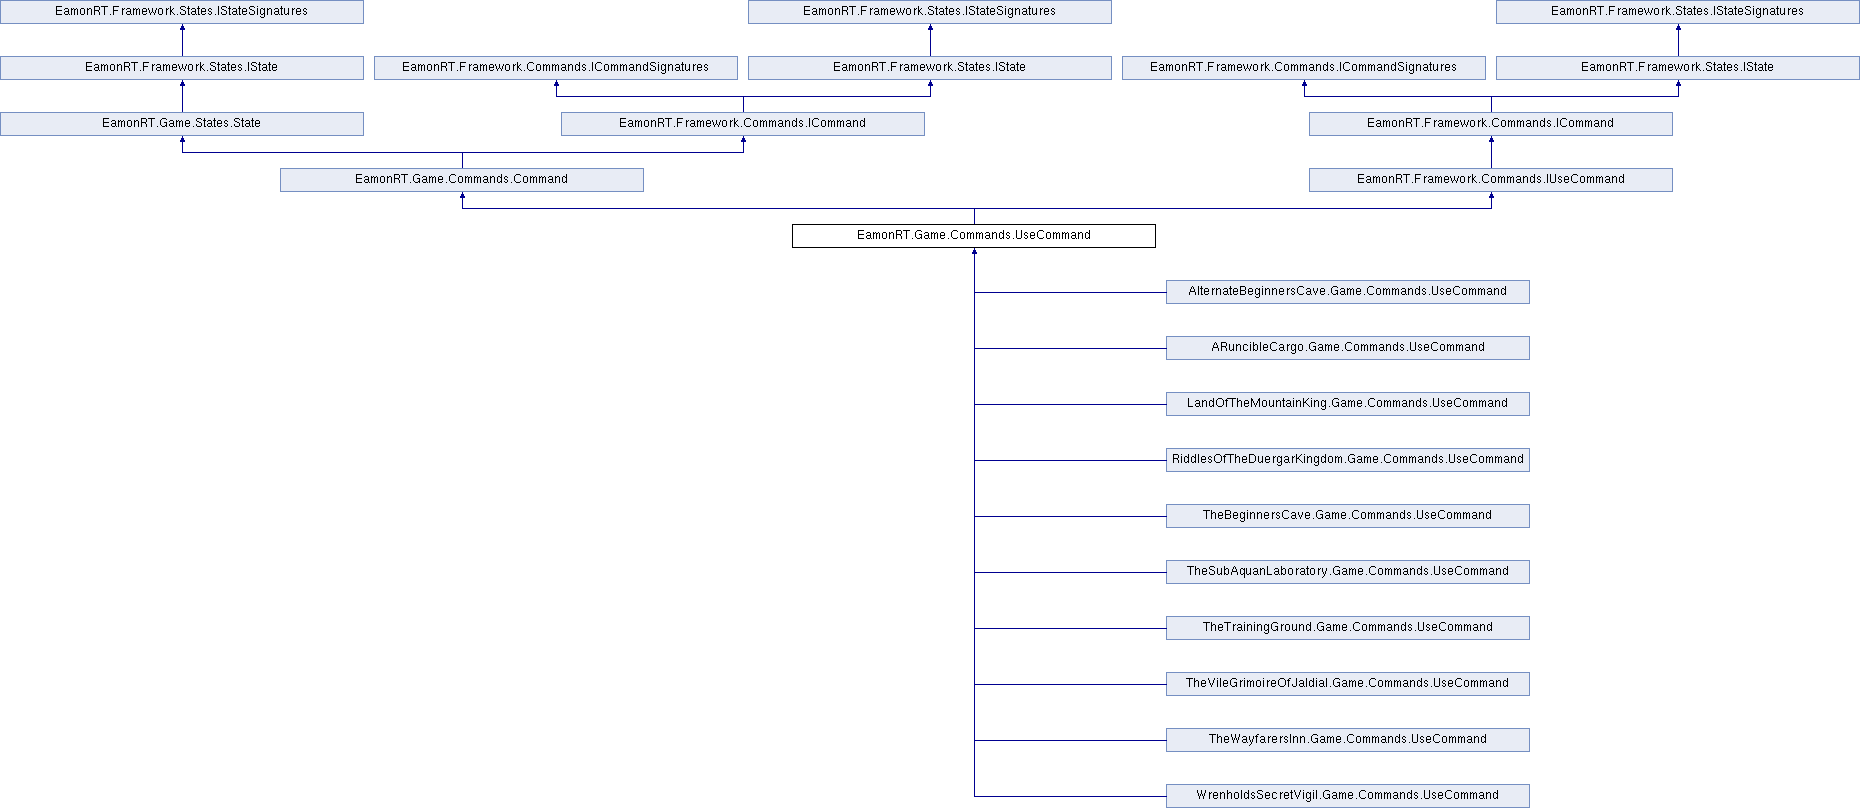 EamonRT.Framework.States.IStateSignatures
EamonRT.Framework.States.IStateSignatures
EamonRT.Framework.States.IStateSignatures
EamonRT.Framework.States.IState
EamonRT.Framework.Commands.ICommandSignatures
EamonRT.Framework.States.IState
EamonRT.Framework.Commands.ICommandSignatures
EamonRT.Framework.States.IState
EamonRT.Game.States.State
EamonRT.Framework.Commands.ICommand
EamonRT.Framework.Commands.ICommand
EamonRT.Game.Commands.Command
EamonRT.Framework.Commands.IUseCommand
EamonRT.Game.Commands.UseCommand
AlternateBeginnersCave.Game.Commands.UseCommand
ARuncibleCargo.Game.Commands.UseCommand
LandOfTheMountainKing.Game.Commands.UseCommand
RiddlesOfTheDuergarKingdom.Game.Commands.UseCommand
TheBeginnersCave.Game.Commands.UseCommand
TheSubAquanLaboratory.Game.Commands.UseCommand
TheTrainingGround.Game.Commands.UseCommand
TheVileGrimoireOfJaldial.Game.Commands.UseCommand
TheWayfarersInn.Game.Commands.UseCommand
WrenholdsSecretVigil.Game.Commands.UseCommand